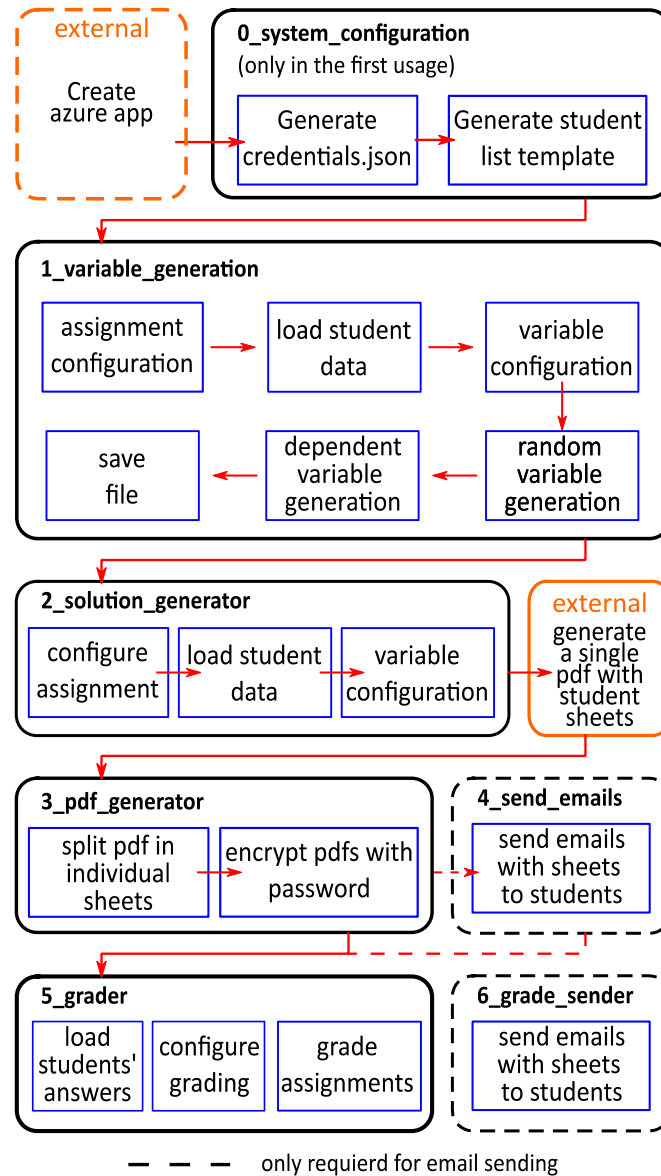 external
Create
azure app
0_system_configuration
(only in the first usage)
Generate
credentials.json
Generate student
list template
1_variable_generation
assignment
configuration
load student
data
variable
configuration
save
file
dependent
variable
generation
random
variable
generation
2_solution_generator
configure
assignment
load student
data
variable
configuration
external
generate
a single
pdf with
student
sheets
3_pdf_generator
split pdf in
individual
sheets
encrypt pdfs with
password
4_send_emails
send emails
with sheets
to students
5_grader
load
students'
answers
configure
grading
grade
assignments
6_grade_sender
send emails
with sheets
to students
only requierd for email sending